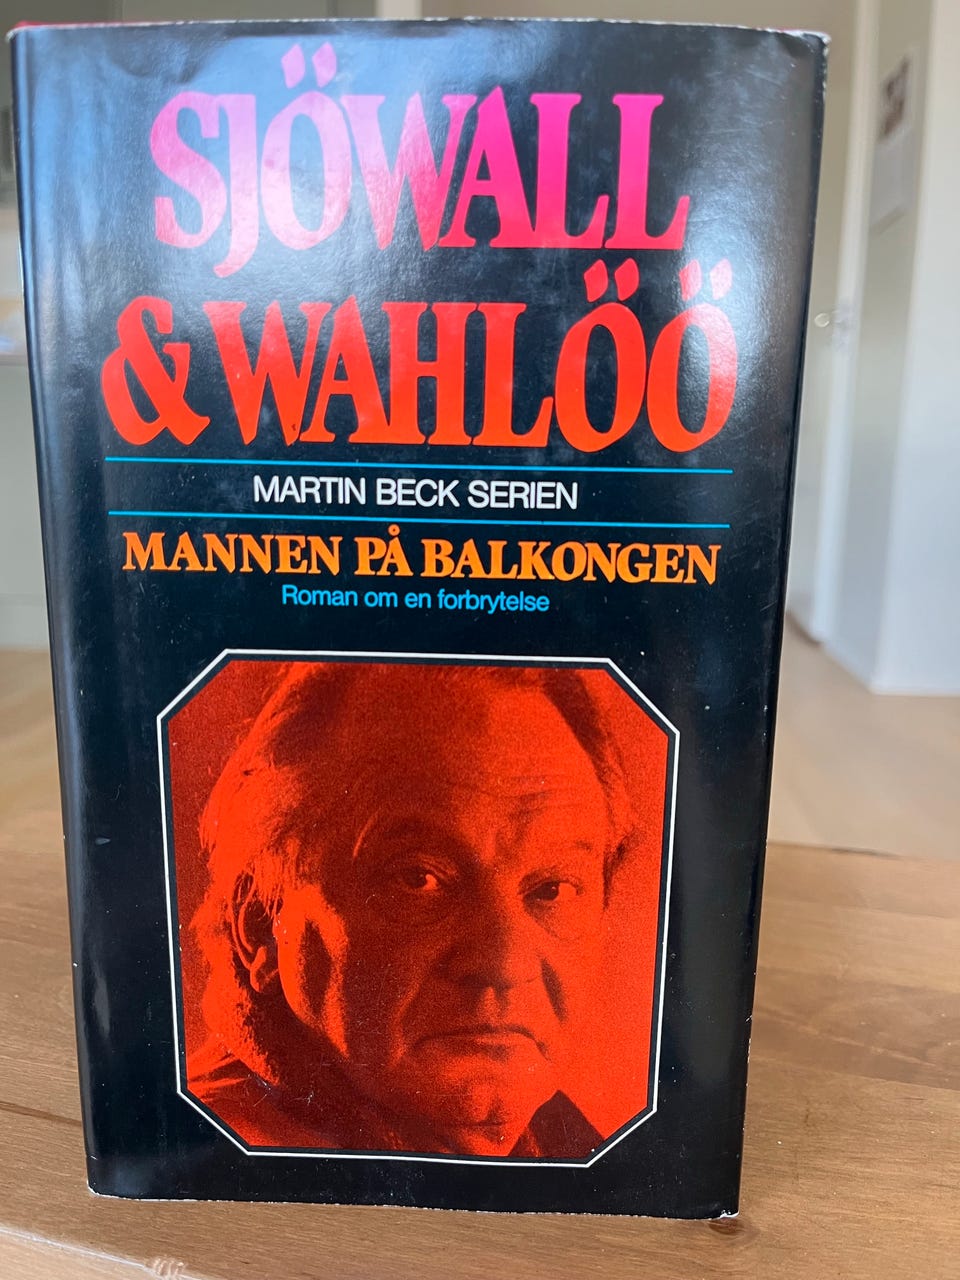 SJÖWALL
& WAHLÖÖ
MARTIN BECK SERIEN
MANNEN PÅ BALKONGEN
Roman om en forbrytelse